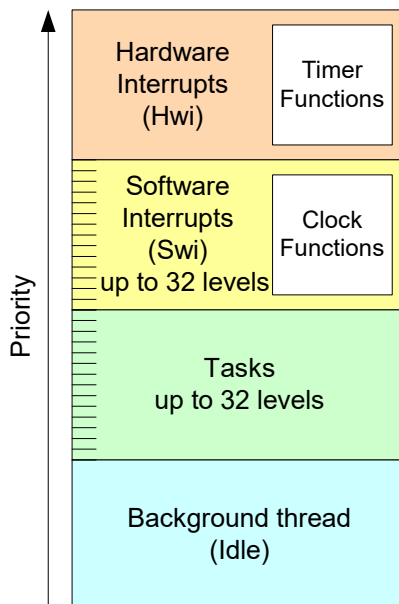 Hardware
Interrupts
(Hwi)
Timer
Functions
Software
Interrupts
(Swi)
up to 32 levels
Clock
Functions
Priority
Tasks
up to 32 levels
Background thread
(Idle)